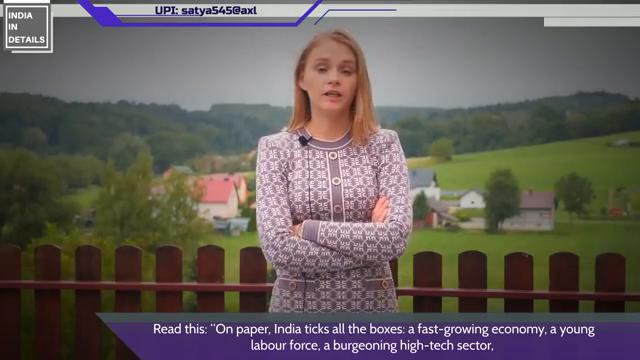 UPI: satya545@axl
INDIA
IN
DETAILS
Read this: "On paper, India ticks all the boxes: a fast-growing economy, a young
labour force, a burgeoning high-tech sector,